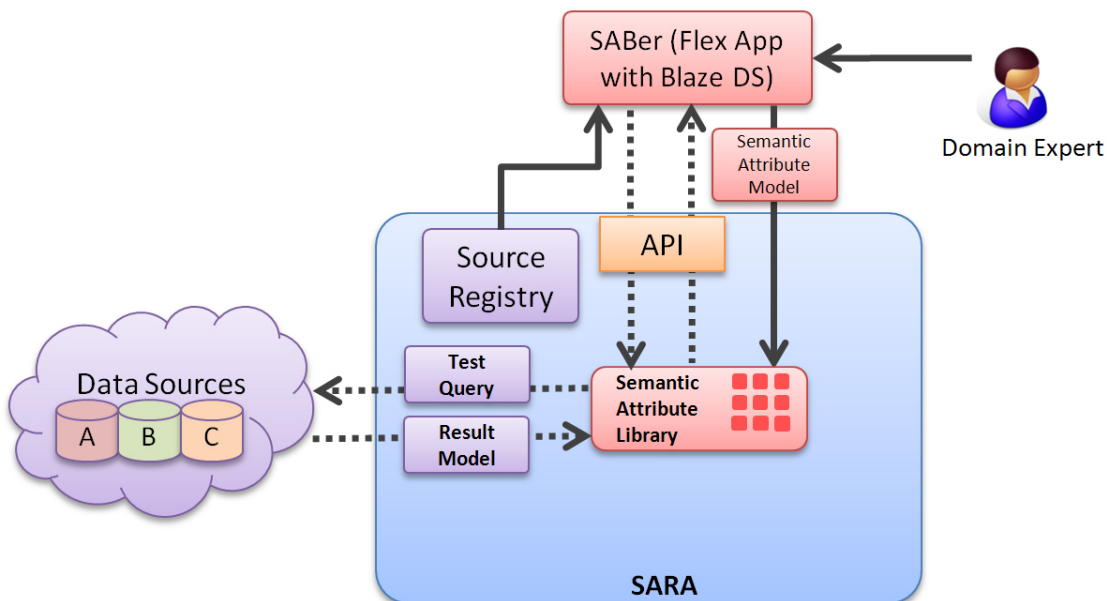 SABer (Flex App
with Blaze DS)
Domain Expert
Semantic
Attribute
Model
Source
Registry
API
Data Sources
A
B
C
Test
Query
Result
Model
Semantic
Attribute
Library
SARA